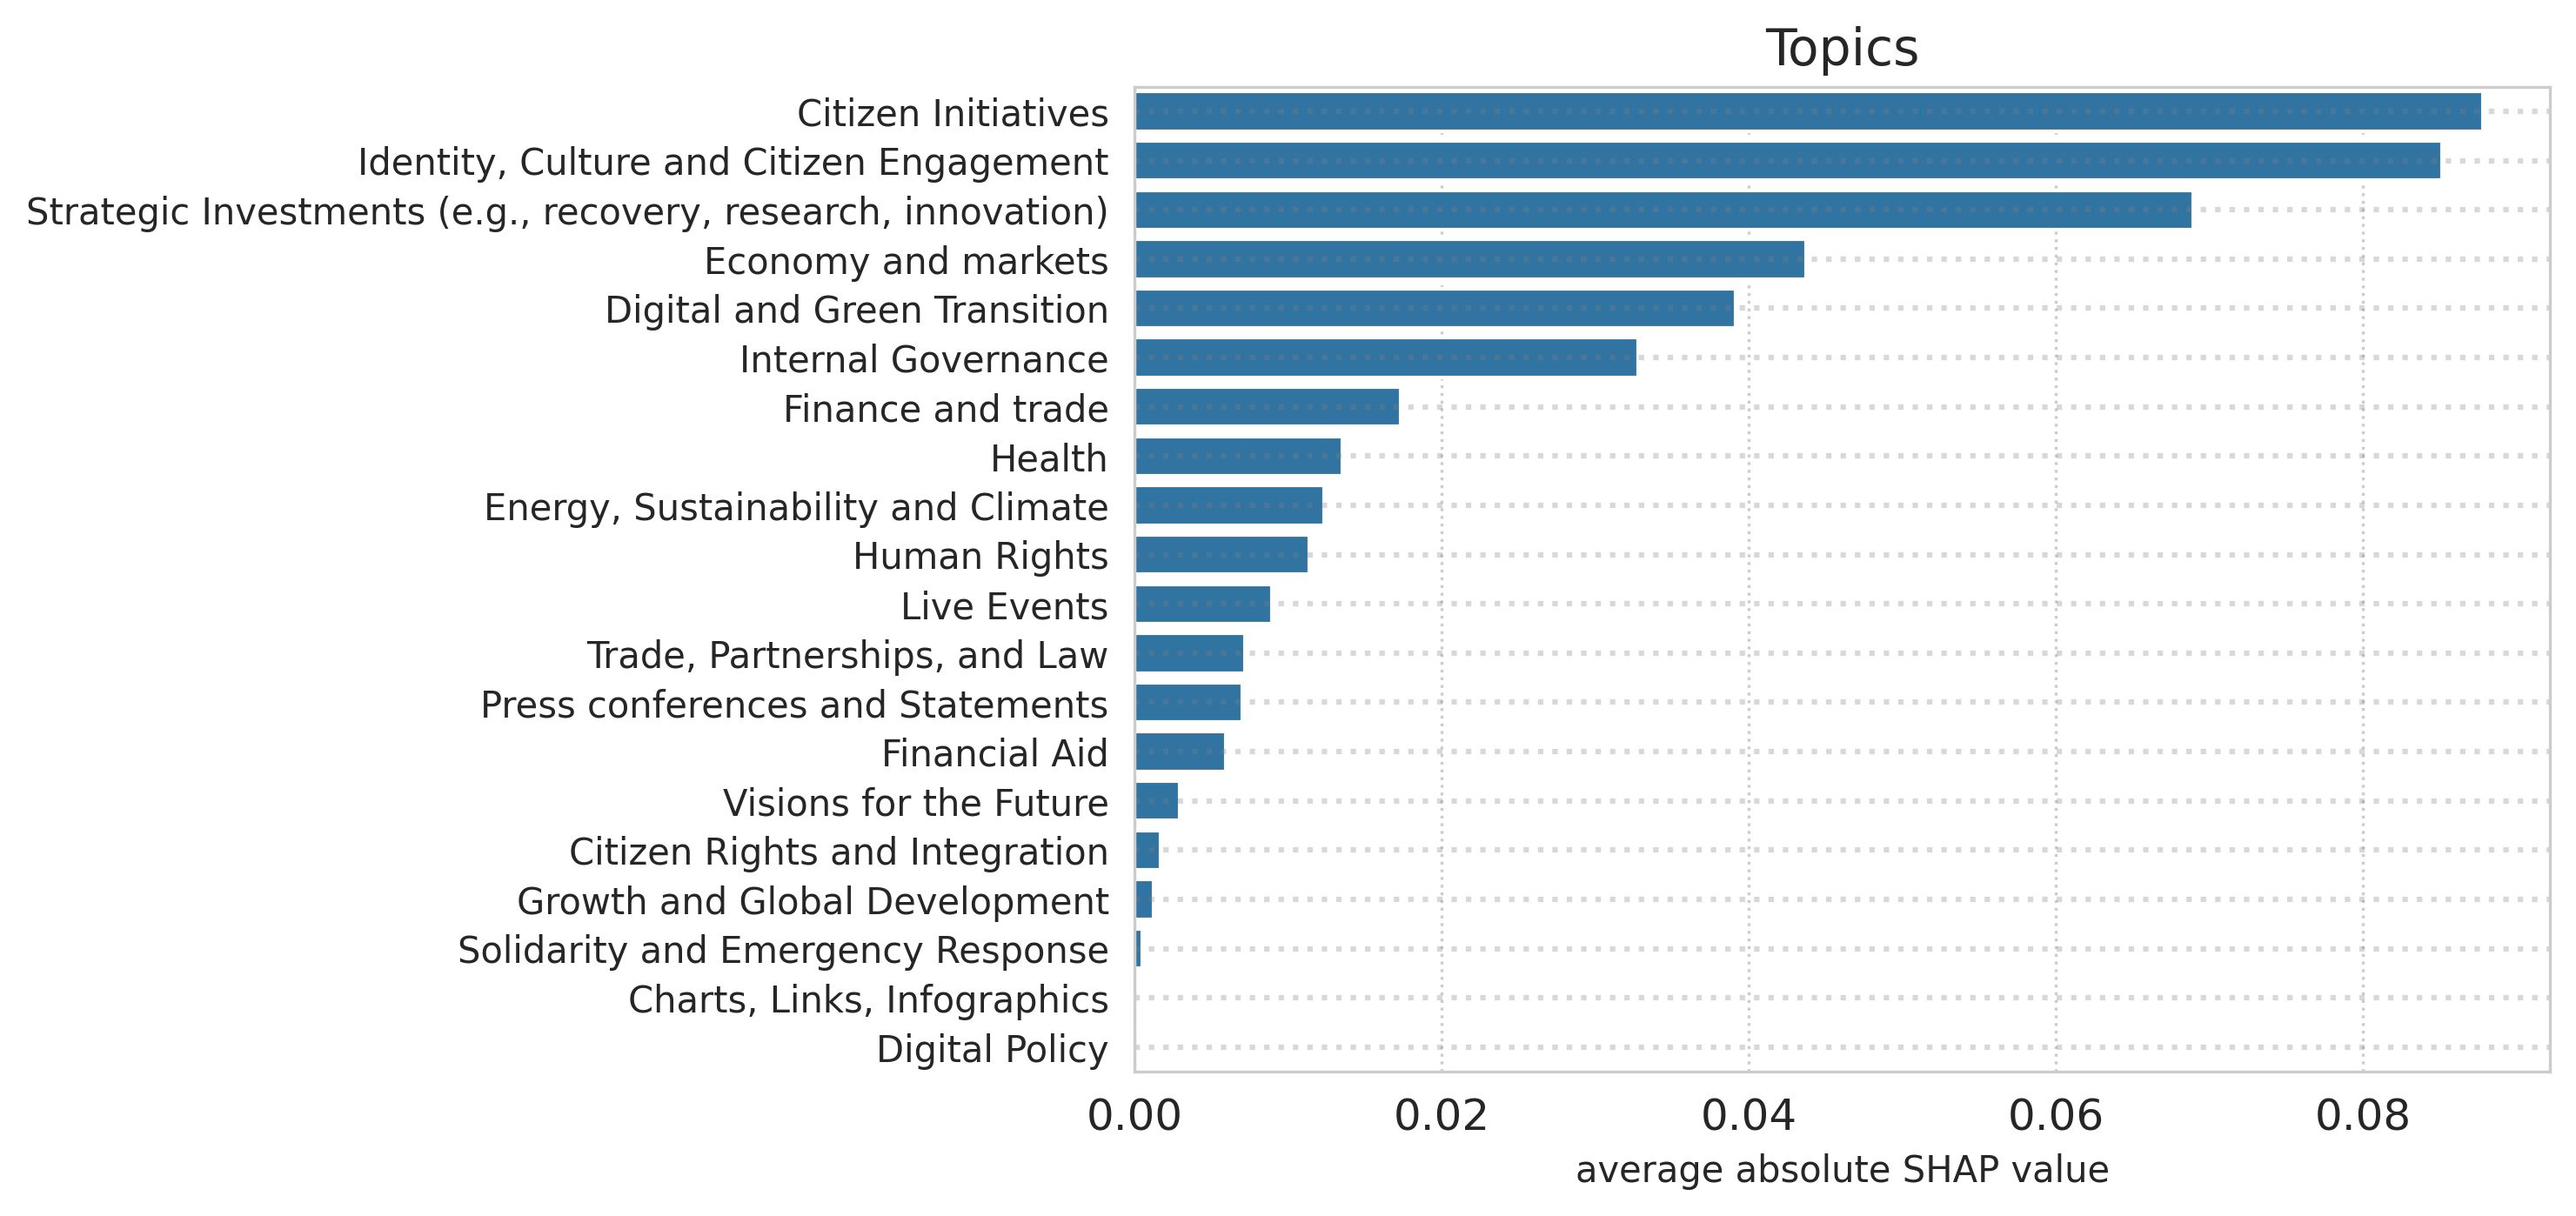 Topics
Citizen Initiatives
Identity, Culture and Citizen Engagement
Strategic Investments (e.g., recovery, research, innovation)
Economy and markets
Digital and Green Transition
Internal Governance
Finance and trade
Health
Energy, Sustainability and Climate
Human Rights
Live Events
Trade, Partnerships, and Law
Press conferences and Statements
Financial Aid
Visions for the Future
Citizen Rights and Integration
Growth and Global Development
Solidarity and Emergency Response
Charts, Links, Infographics
Digital Policy
0.00 0.02 0.04 0.06 0.08
average absolute SHAP value